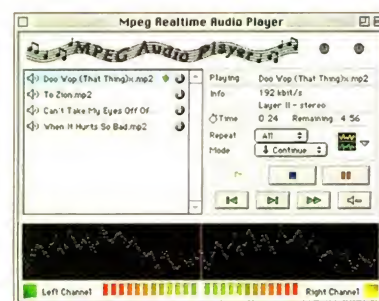 Mpeg Realtime Audio Player
MPEG Audio Player
Doo Wop (That Thing)x.mp2
To Zion.mp2
Can't Take My Eyes Off Of
When It Hurts So Bad.mp2
Playing Doo Wop (That Thing)x.mp2
Info 192 kbit/s
Layer II - stereo
Time 0:24 Remaining 4:56
Repeat All
Mode Continue
Left Channel Right Channel